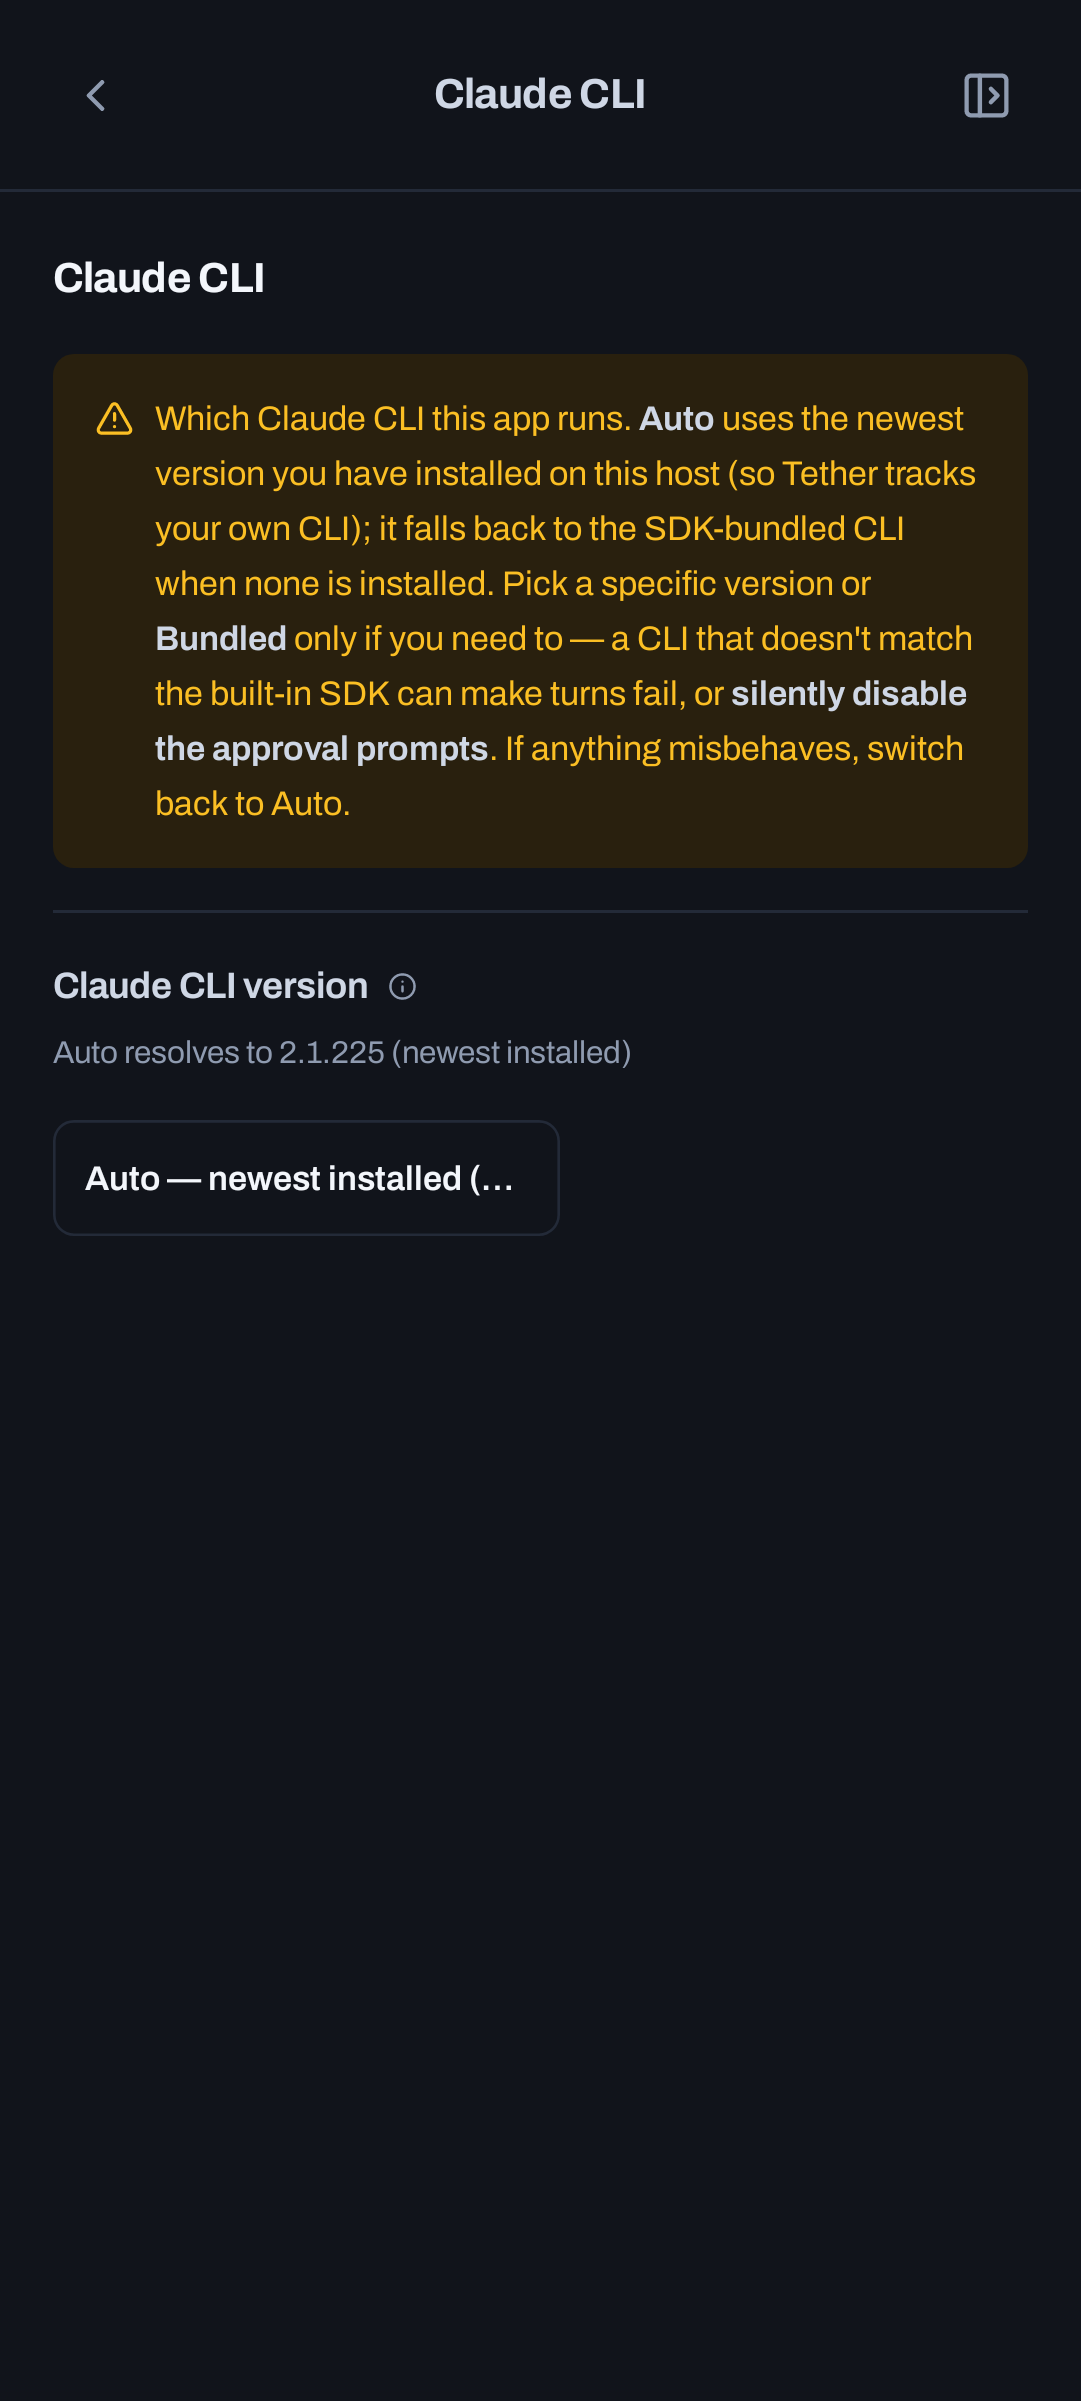 Claude CLI
Claude CLI
Which Claude CLI this app runs. Auto uses the newest
version you have installed on this host (so Tether tracks
your own CLI); it falls back to the SDK-bundled CLI
when none is installed. Pick a specific version or
Bundled only if you need to — a CLI that doesn't match
the built-in SDK can make turns fail, or silently disable
the approval prompts. If anything misbehaves, switch
back to Auto.
Claude CLI version
Auto resolves to 2.1.225 (newest installed)
Auto — newest installed (...